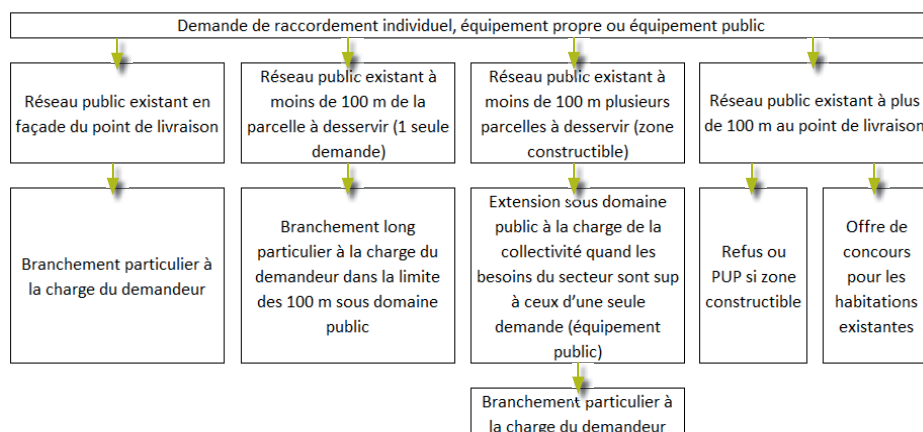 Demande de raccordement individuel, équipement propre ou équipement public
Réseau public existant en
façade du point de livraison
Réseau public existant à
moins de 100 m de la
parcelle à desservir (1 seule
demande)
Réseau public existant à
moins de 100 m plusieurs
parcelles à desservir (zone
constructible)
Réseau public existant à plus
de 100 m au point de livraison
Branchement particulier à
la charge du demandeur
Branchement long
particulier à la charge du
demandeur dans la limite
des 100 m sous domaine
public
Extension sous domaine
public à la charge de la
collectivité quand les
besoins du secteur sont sup
à ceux d’une seule
demande (équipement
public)
Refus ou
PUP si zone
constructible
Offre de
concours
pour les
habitations
existantes
Branchement particulier à
la charge du demandeur